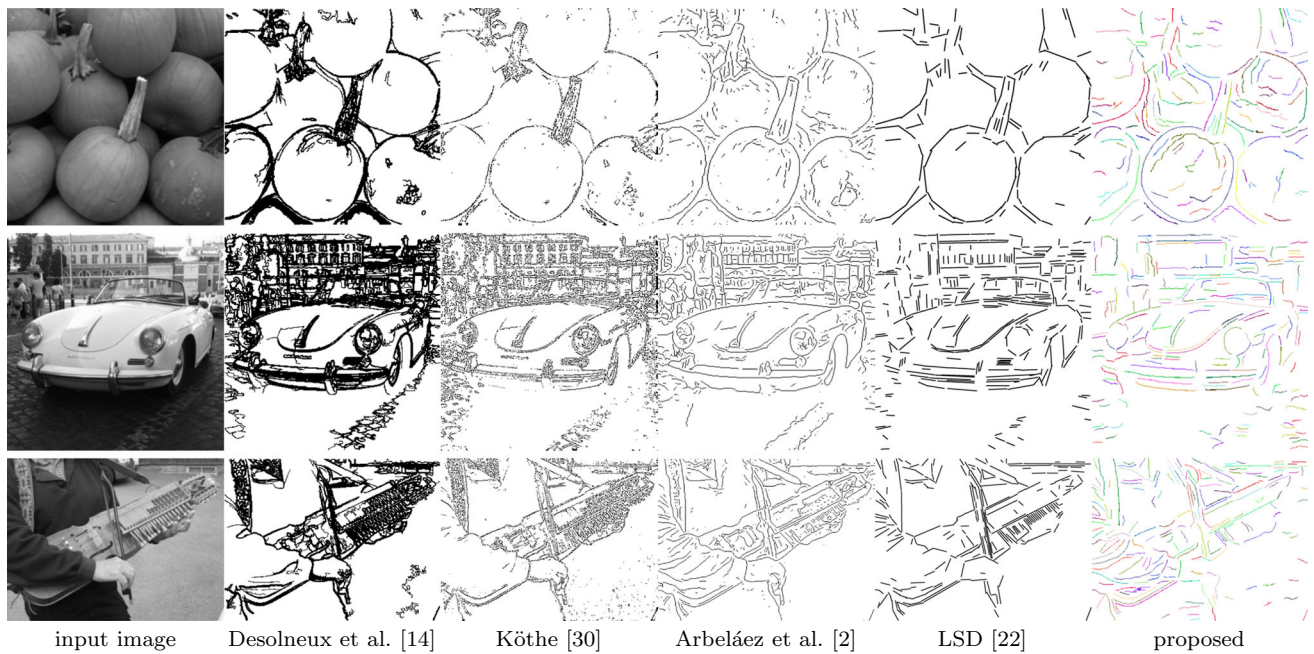 input image Desolneux et al. [14] Köthe [30] Arbeláez et al. [2] LSD [22] proposed